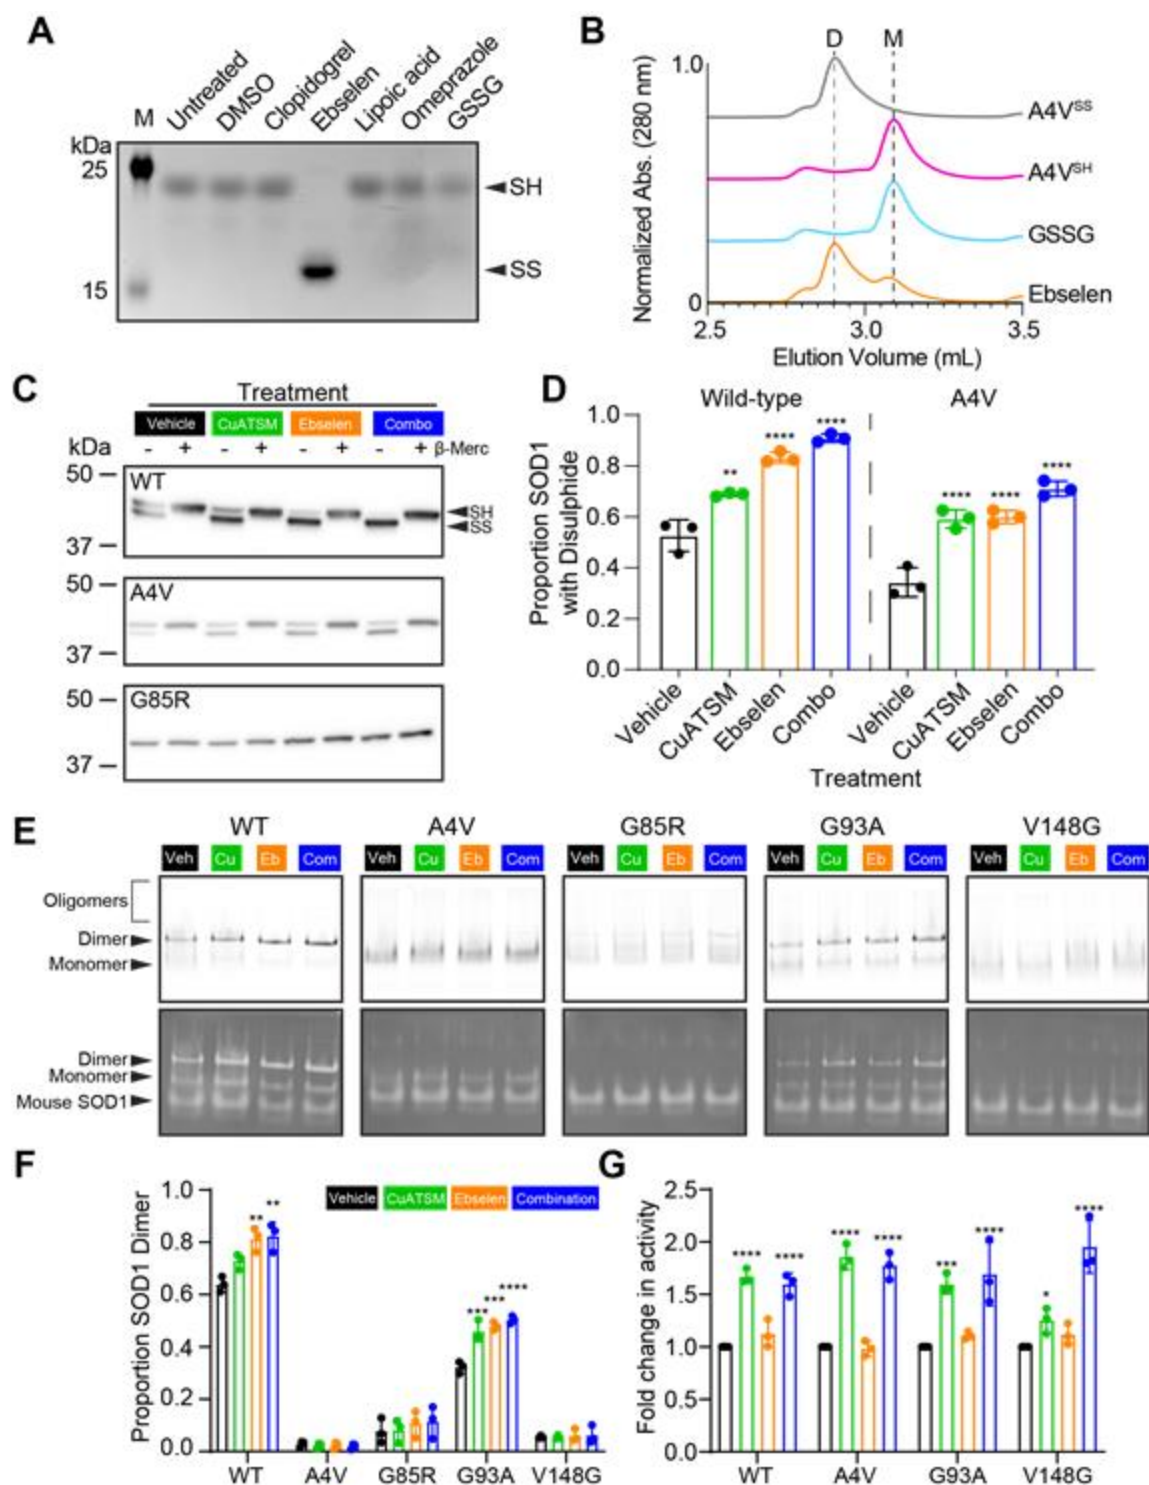 A
Untreated
DMSO
Clopidogrel
Ebselen
Lipoic acid
Omeprazole
GSSG
M
kDa
25
15
SH
SS
B
D M
1.0
0
Normalized Abs. (280 nm)
A4V^SS
A4V^SH
GSSG
Ebselen
2.5 3.0 3.5
Elution Volume (mL)
C
Treatment
Vehicle CuATSM Ebselen Combo
kDa - + - + - + - + β-Merc
50
WT
SH
SS
37
50
A4V
37
50
G85R
37
D
Wild-type A4V
Proportion SOD1
with Disulphide
1.0
0.8
0.6
0.4
0.2
0.0
**
****
****
****
****
****
Vehicle
CuATSM
Ebselen
Combo
Vehicle
CuATSM
Ebselen
Combo
Treatment
E
WT A4V G85R G93A V148G
Veh Cu Eb Com Veh Cu Eb Com Veh Cu Eb Com Veh Cu Eb Com Veh Cu Eb Com
Oligomers
Dimer
Monomer
Dimer
Monomer
Mouse SOD1
F
Proportion SOD1 Dimer
1.0
0.8
0.6
0.4
0.2
0.0
Vehicle CuATSM Ebselen Combination
**
**
***
***
****
WT A4V G85R G93A V148G
G
Fold change in activity
2.5
2.0
1.5
1.0
0.5
0.0
****
****
****
****
***
****
*
****
WT A4V G93A V148G